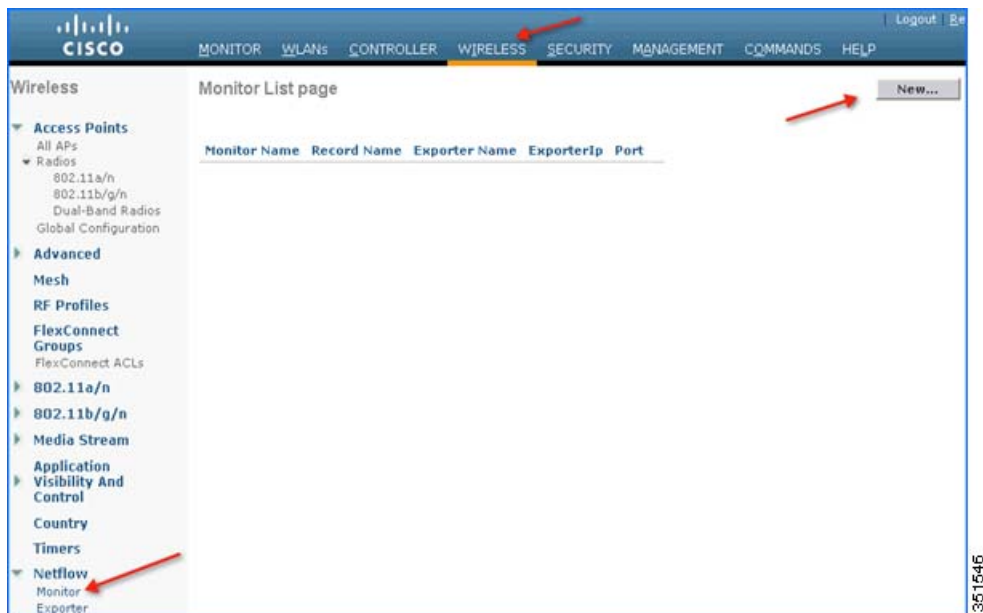 Logout Re
CISCO
MONITOR WLANs CONTROLLER WIRELESS SECURITY MANAGEMENT COMMANDS HELP
Wireless
Monitor List page
New...
Access Points
All APs
Radios
802.11a/n
802.11b/g/n
Dual-Band Radios
Global Configuration
Advanced
Mesh
RF Profiles
FlexConnect
Groups
FlexConnect ACLs
802.11a/n
802.11b/g/n
Media Stream
Application
Visibility And
Control
Country
Timers
Netflow
Monitor
Exporter
Monitor Name Record Name Exporter Name ExporterIp Port
351546